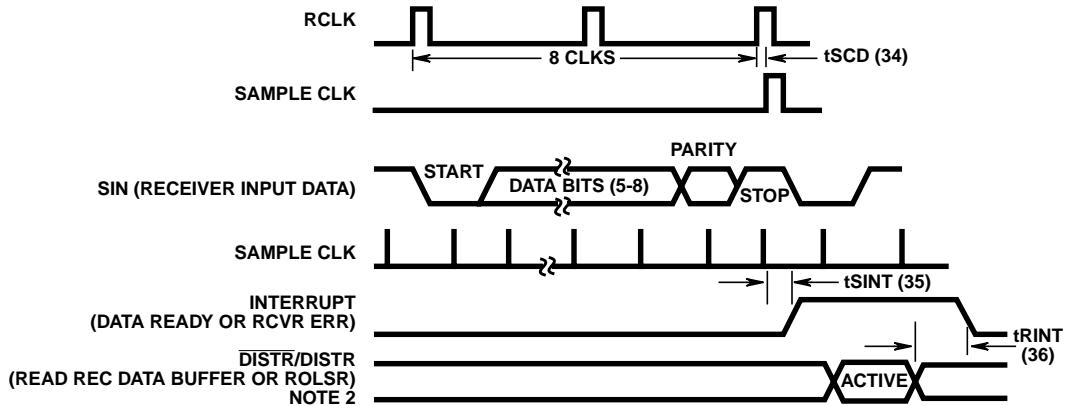 RCLK
8 CLKS
tSCD (34)
SAMPLE CLK
PARITY
START
SIN (RECEIVER INPUT DATA)
DATA BITS (5-8)
STOP
SAMPLE CLK
tSINT (35)
INTERRUPT
(DATA READY OR RCVR ERR)
tRINT
(36)
DISTR/DISTR
(READ REC DATA BUFFER OR ROLSR)
ACTIVE
NOTE 2